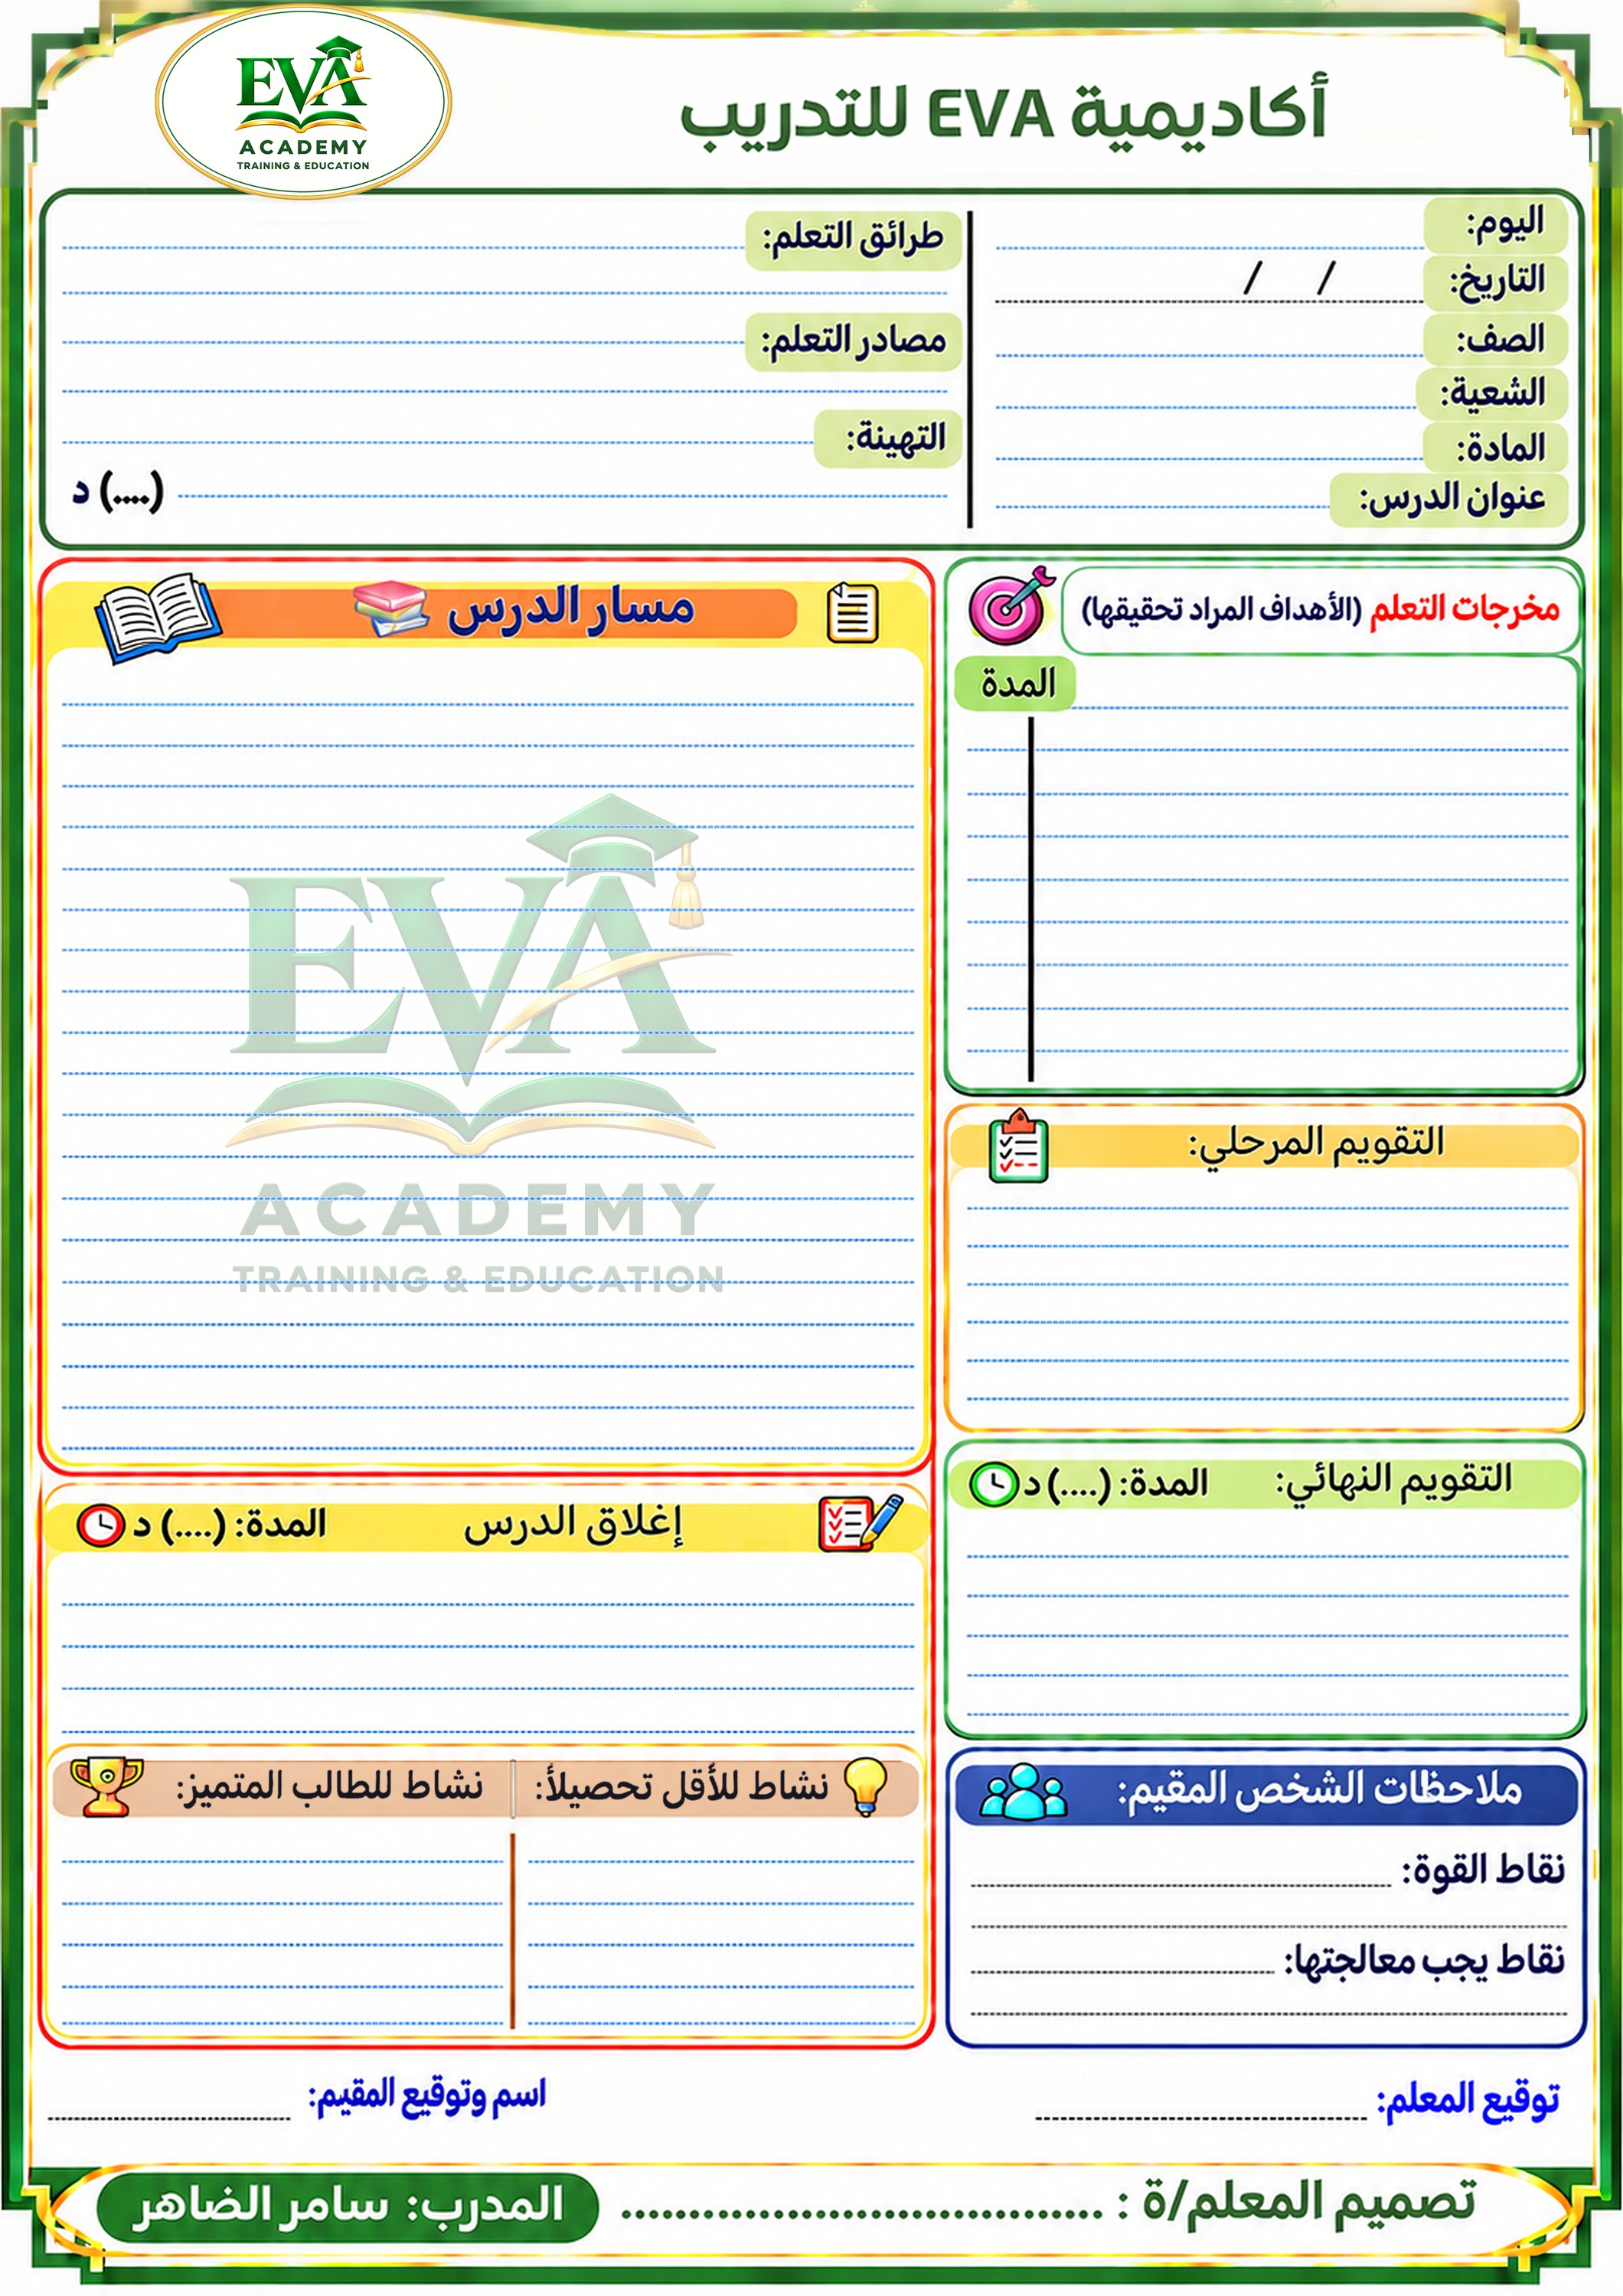 أكاديمية EVA للتدريب
EVA
ACADEMY
TRAINING & EDUCATION
اليوم:
التاريخ: / /
الصف:
الشعية:
المادة:
عنوان الدرس:
طرائق التعلم:
مصادر التعلم:
التهينة:
(....) د
مخرجات التعلم (الأهداف المراد تحقيقها)
المدة
مسار الدرس
EVA
ACADEMY
TRAINING & EDUCATION
التقويم المرحلي:
التقويم النهائي: المدة: (....) د
إغلاق الدرس المدة: (....) د
نشاط للأقل تحصيلاً: نشاط للطالب المتميز:
ملاحظات الشخص المقيم:
نقاط القوة:
نقاط يجب معالجتها:
توقيع المعلم:
اسم وتوقيع المقيم:
تصميم المعلم/ة : ....................................
المدرب: سامر الضاهر